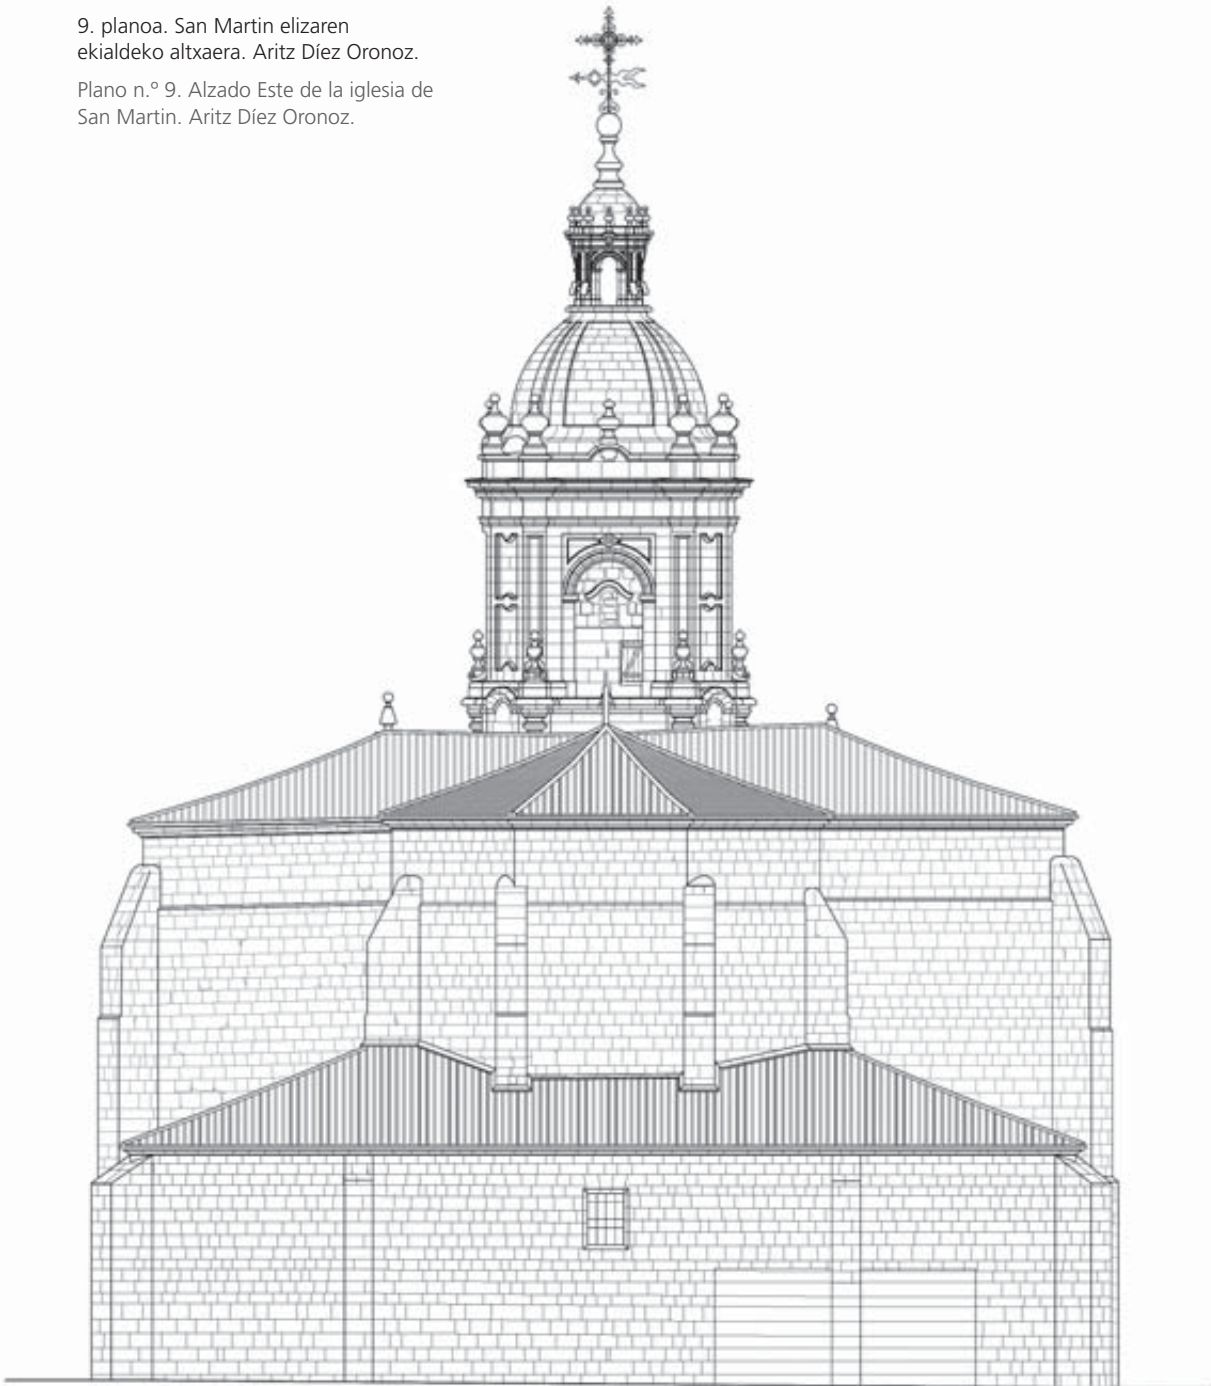 9. planoa. San Martin elizaren
ekialdeko altxaera. Aritz Díez Oronoz.
Plano n.º 9. Alzado Este de la iglesia de
San Martin. Aritz Díez Oronoz.